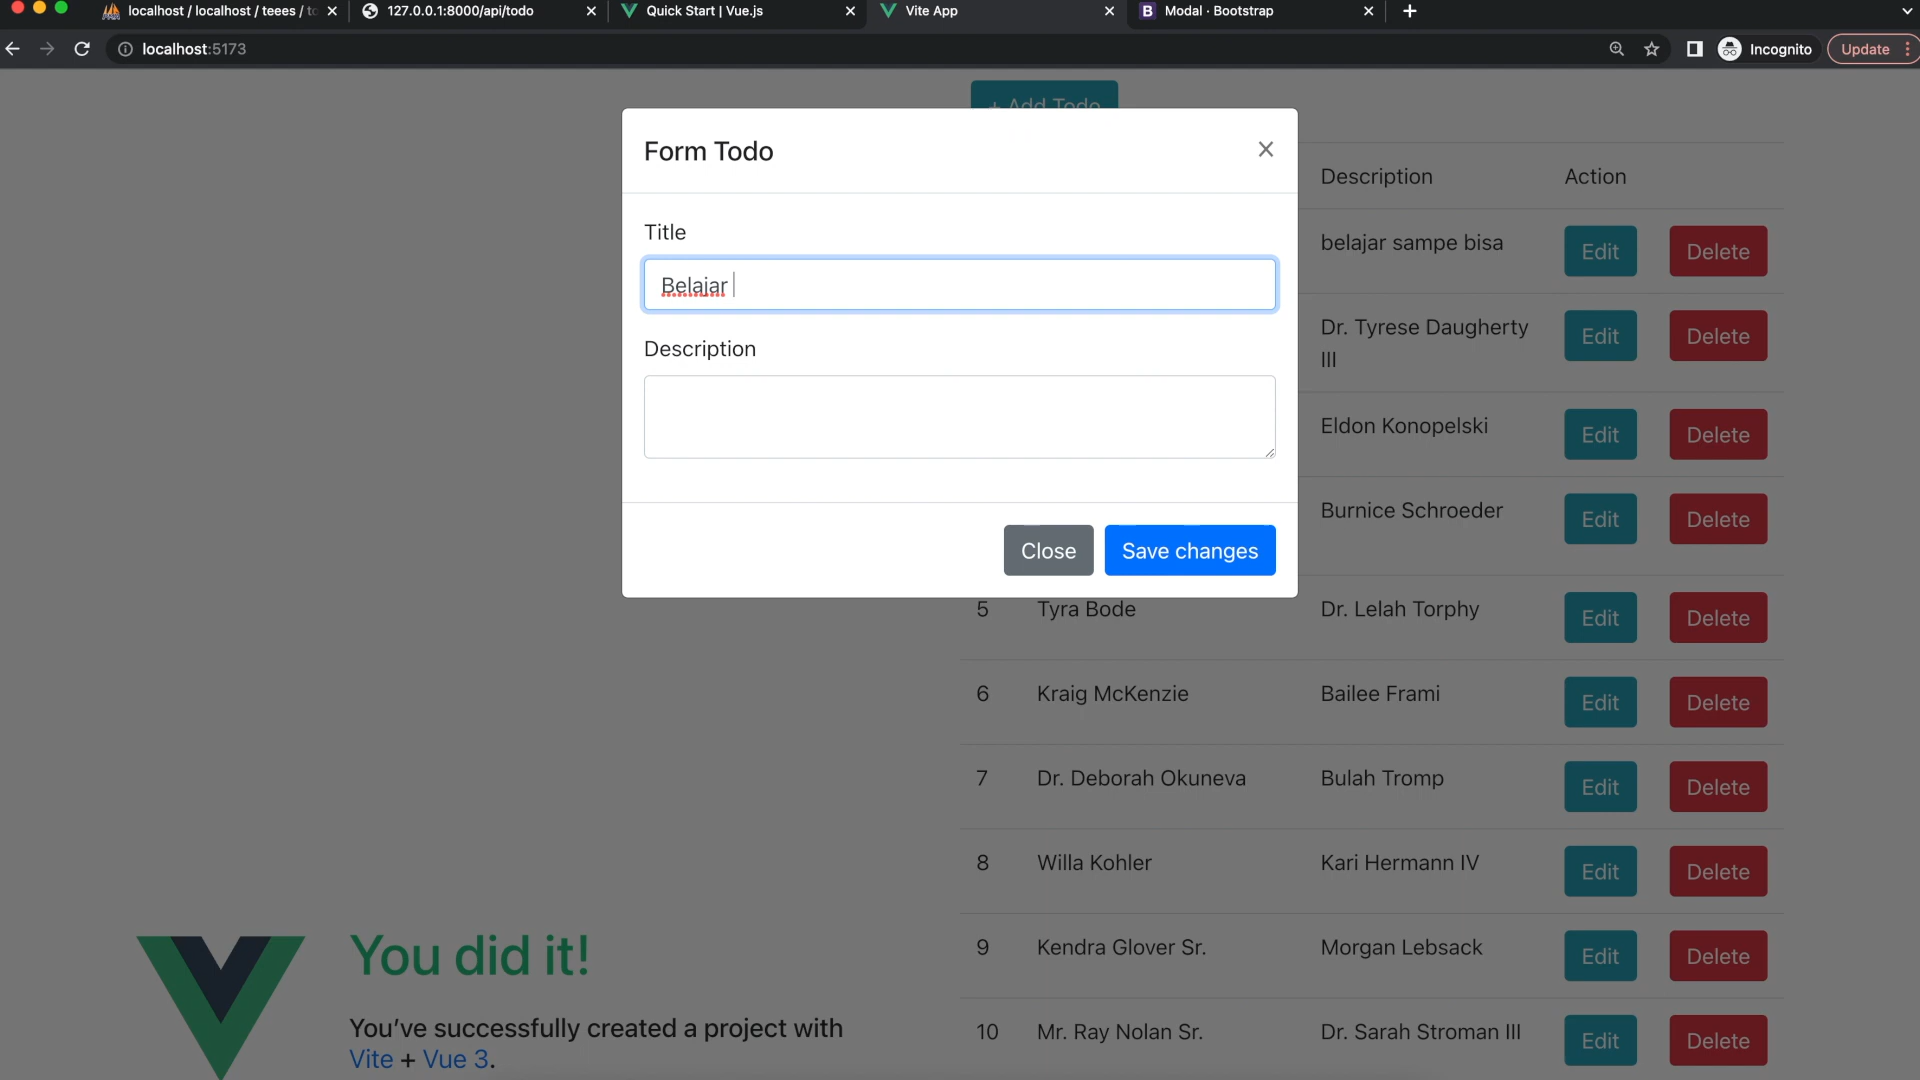 localhost / localhost / teees / to
127.0.0.1:8000/api/todo
Quick Start | Vue.js
Vite App
B Modal · Bootstrap
localhost:5173
Incognito
Update
+ Add Todo
Form Todo
Title
Belajar
Description
Close
Save changes
Description Action
belajar sampe bisa Edit Delete
Dr. Tyrese Daugherty
III
Edit Delete
Eldon Konopelski Edit Delete
Burnice Schroeder Edit Delete
5 Tyra Bode Dr. Lelah Torphy Edit Delete
6 Kraig McKenzie Bailee Frami Edit Delete
7 Dr. Deborah Okuneva Bulah Tromp Edit Delete
8 Willa Kohler Kari Hermann IV Edit Delete
9 Kendra Glover Sr. Morgan Lebsack Edit Delete
10 Mr. Ray Nolan Sr. Dr. Sarah Stroman III Edit Delete
You did it!
You've successfully created a project with
Vite + Vue 3.